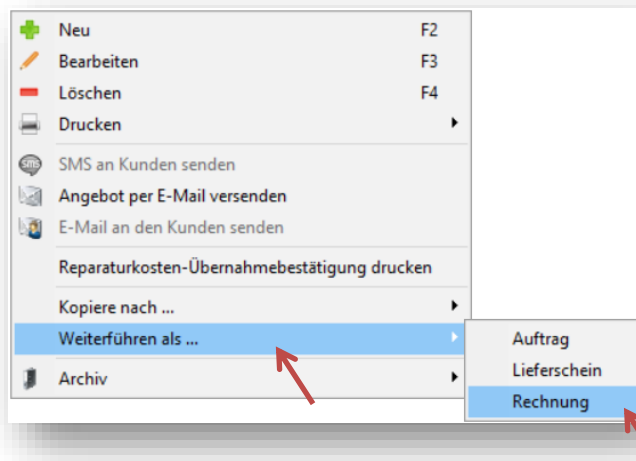 Neu F2
Bearbeiten F3
Löschen F4
Drucken
SMS an Kunden senden
Angebot per E-Mail versenden
E-Mail an den Kunden senden
Reparaturkosten-Übernahmebestätigung drucken
Kopiere nach ...
Weiterführen als ...
Archiv
Auftrag
Lieferschein
Rechnung